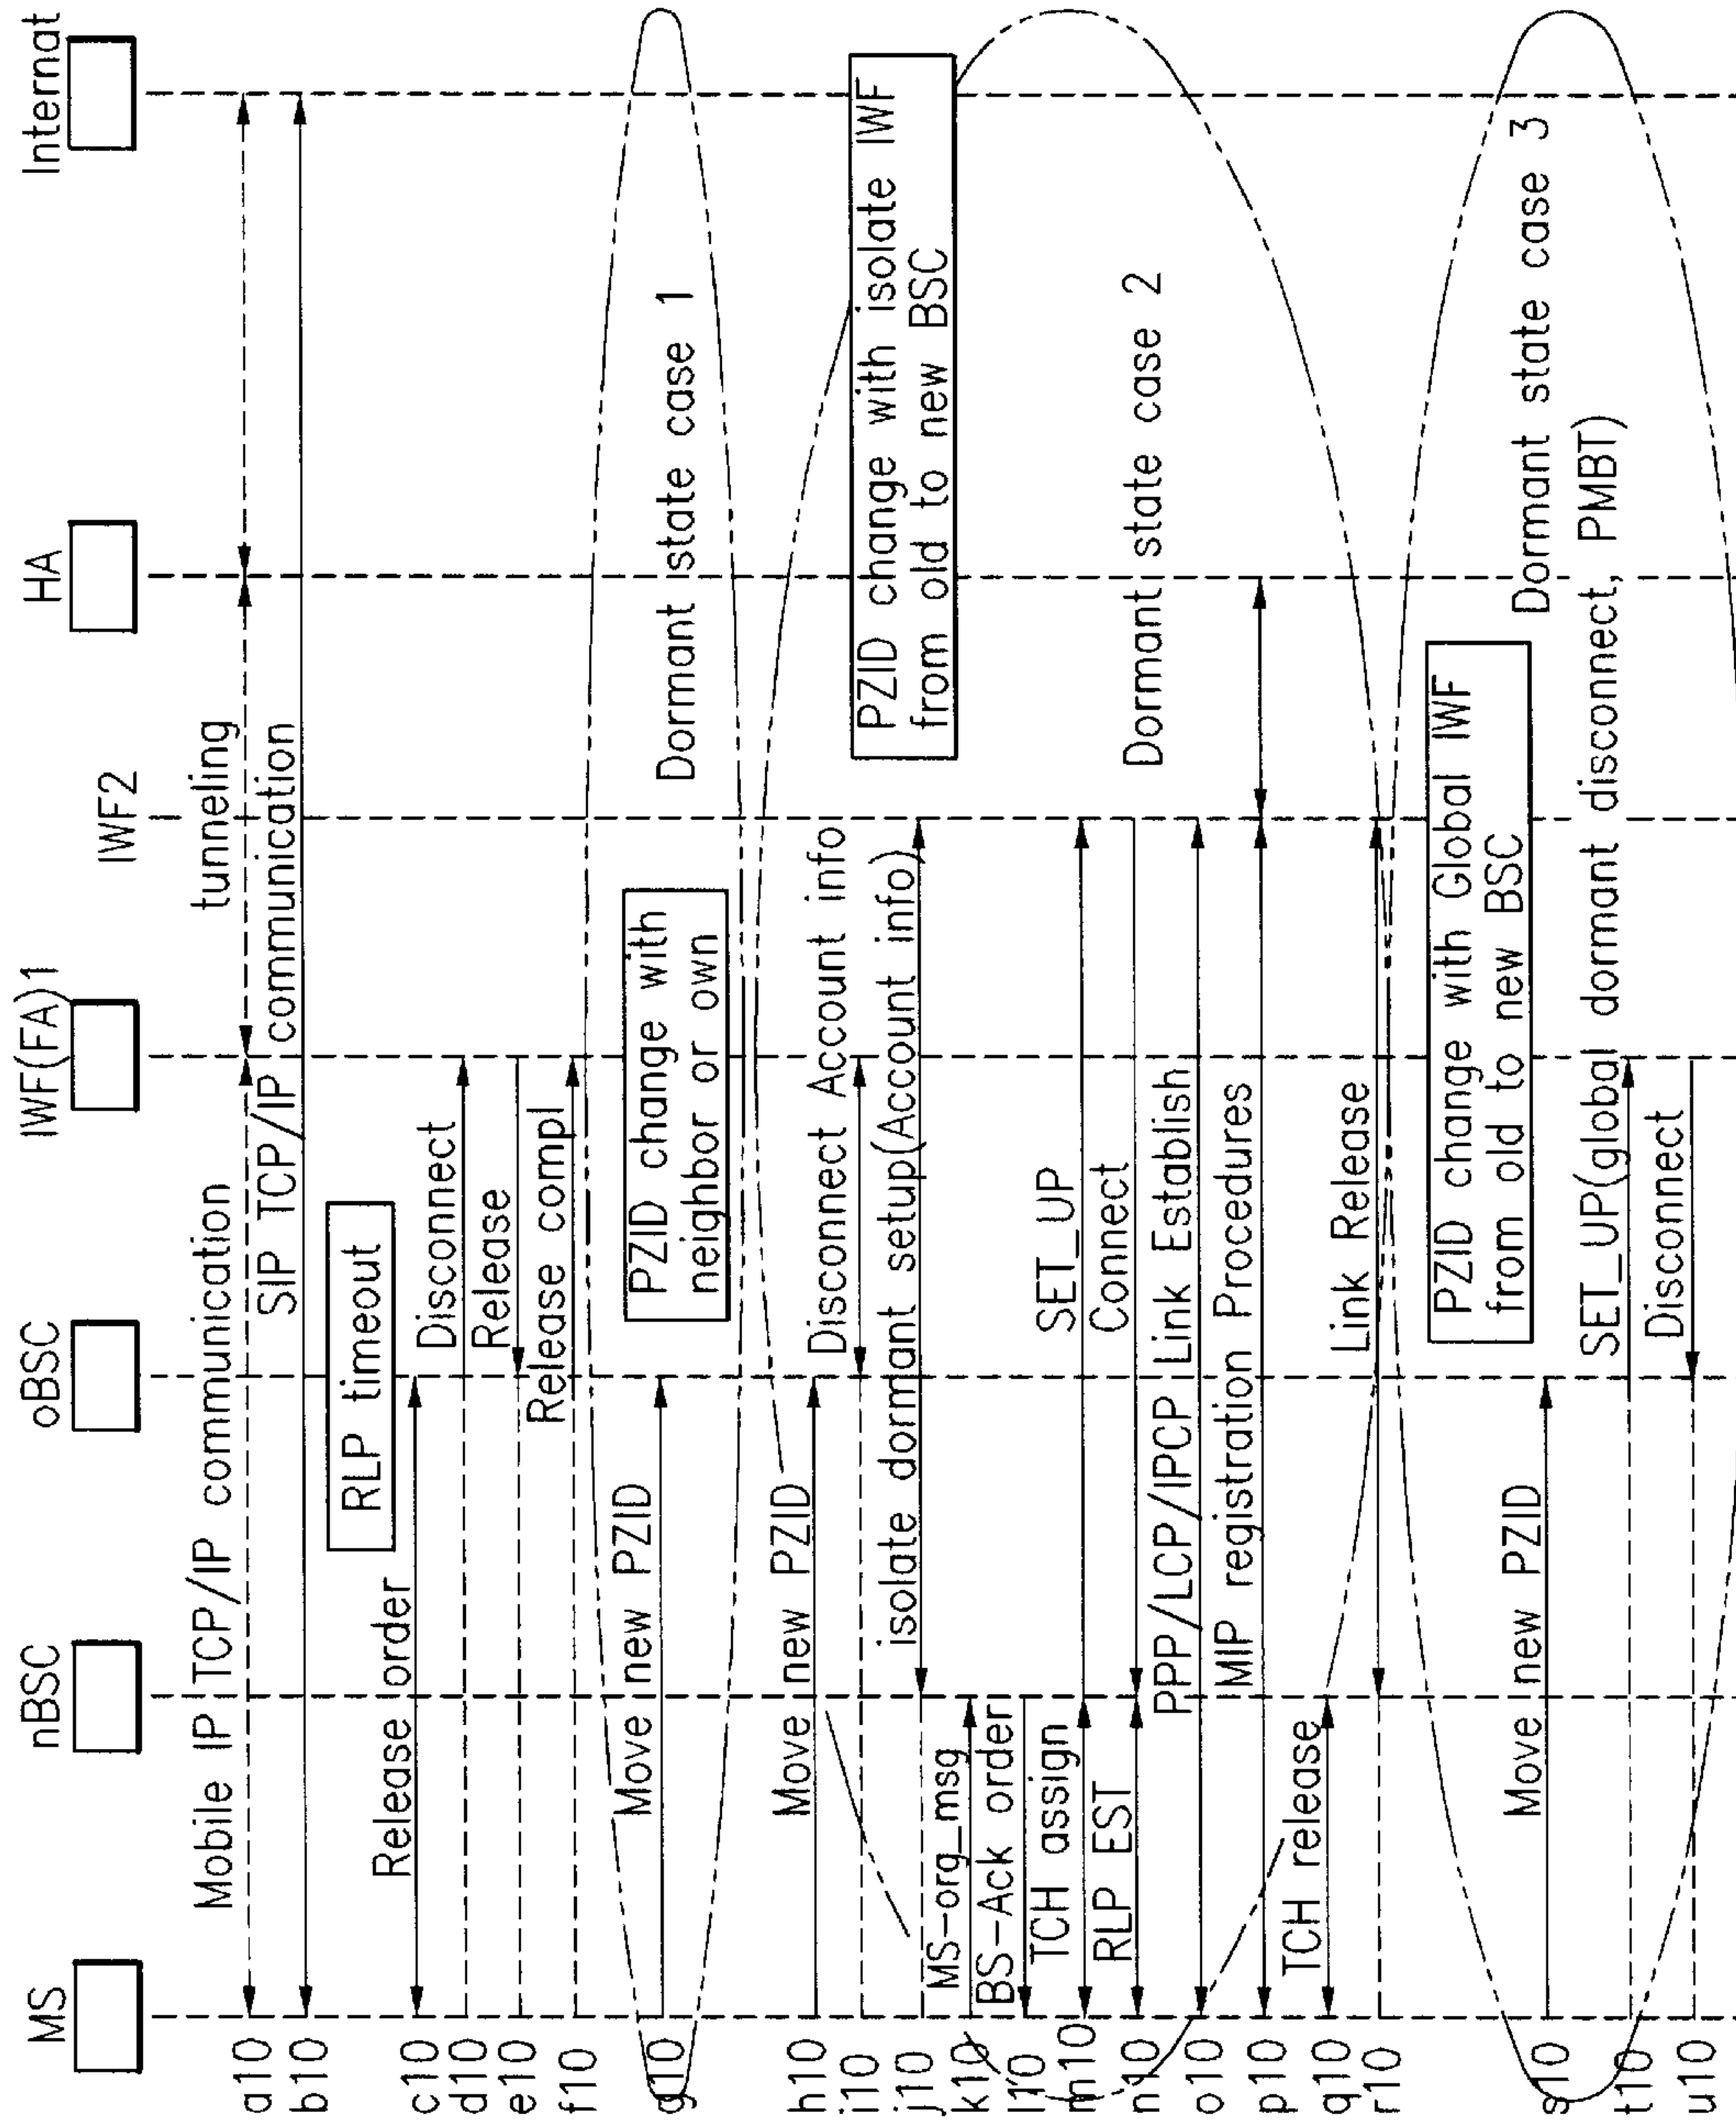 MS
nBSC
oBSC
IWF(FA)1
IWF2
HA
Internat
a10
Mobile IP TCP/IP communication
tunneling
b10
SIP TCP/IP communication
RLP timeout
c10
Release order
d10
Disconnect
e10
Release
f10
Release compl
g10
Move new PZID
PZID change with
neighbor or own
Dormant state case 1
h10
Move new PZID
i10
Disconnect Account info
PZID change with isolate IWF
from old to new BSC
j10
isolate dormant setup(Account info)
k10
MS-org_msg
l10
BS-Ack order
m10
TCH assign
SET_UP
n10
RLP EST
Connect
Dormant state case 2
o10
PPP/LCP/IPCP Link Establish
p10
MIP registration Procedures
q10
TCH release
r10
Link Release
PZID change with Global IWF
from old to new BSC
s10
Move new PZID
Dormant state case 3
t10
SET_UP(global dormant disconnect, PMBT)
u10
Disconnect